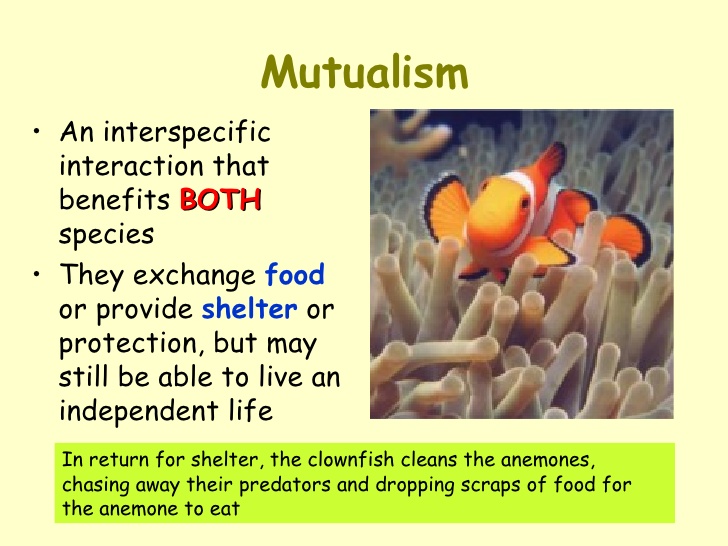 Mutualism
• An interspecific
interaction that
benefits BOTH
species
• They exchange food
or provide shelter or
protection, but may
still be able to live an
independent life
In return for shelter, the clownfish cleans the anemones,
chasing away their predators and dropping scraps of food for
the anemone to eat